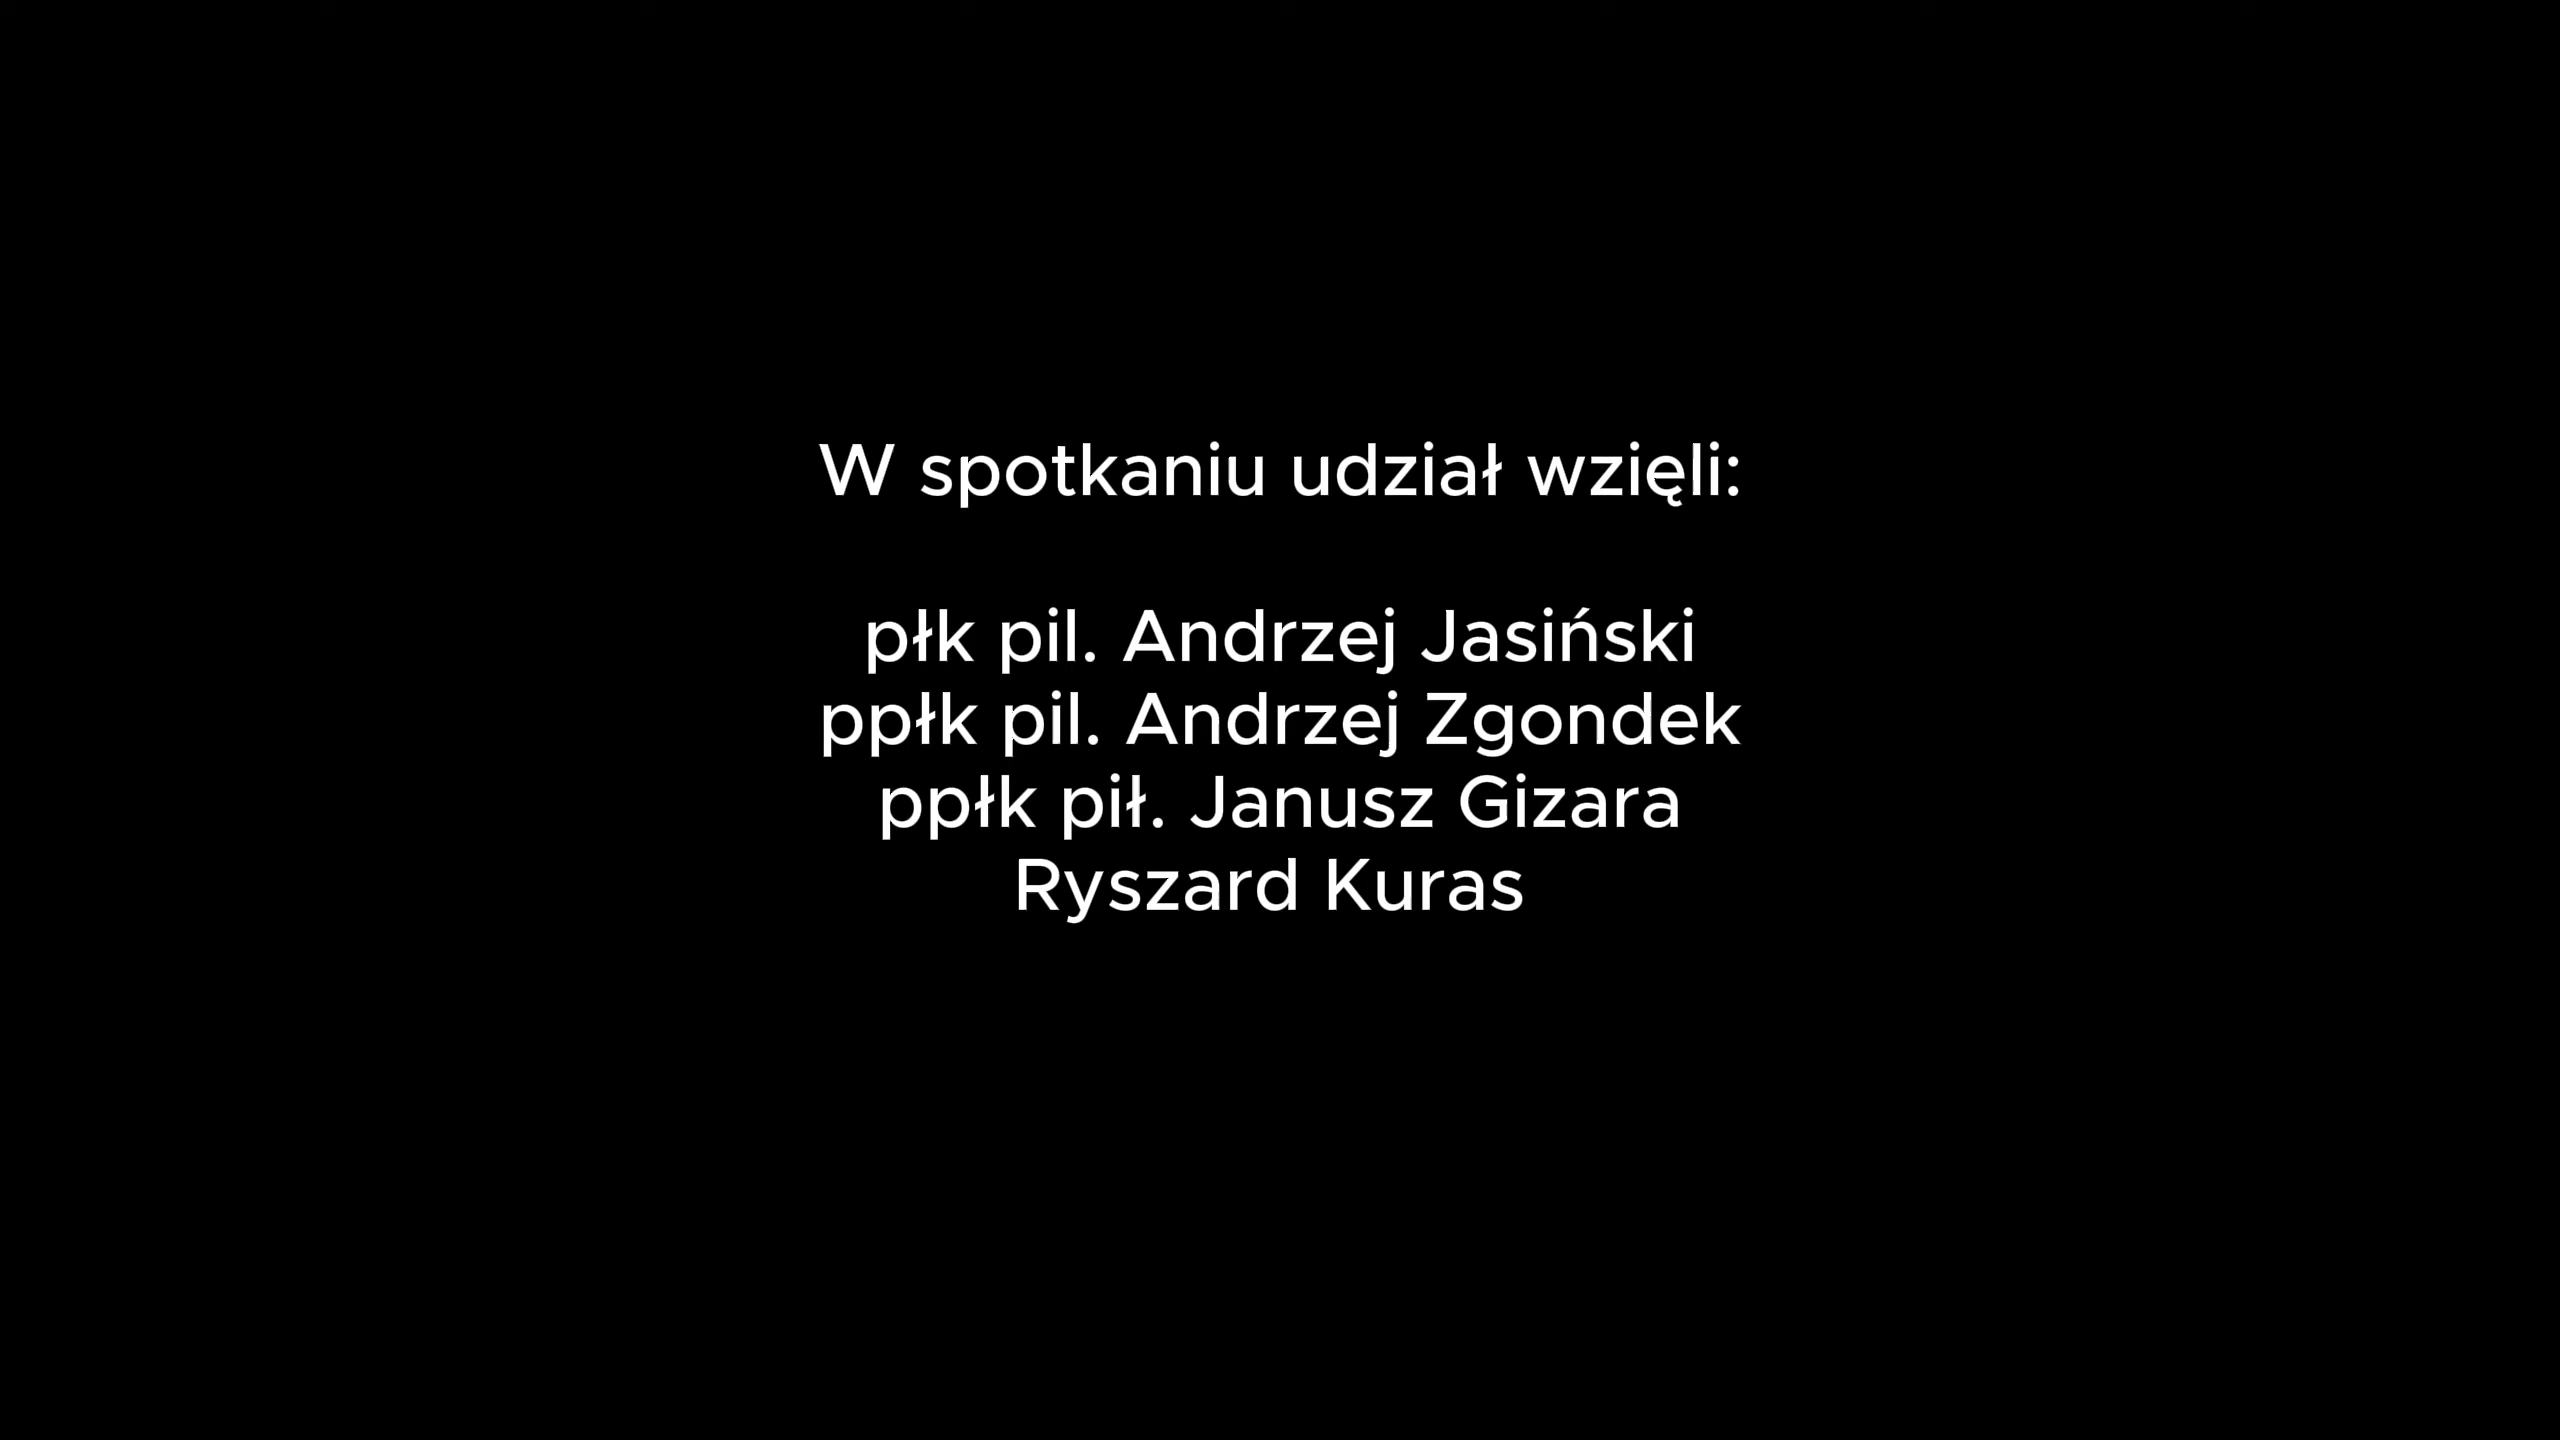 W spotkaniu udział wzięli:
płk pil. Andrzej Jasiński
ppłk pil. Andrzej Zgondek
ppłk pił. Janusz Gizara
Ryszard Kuras